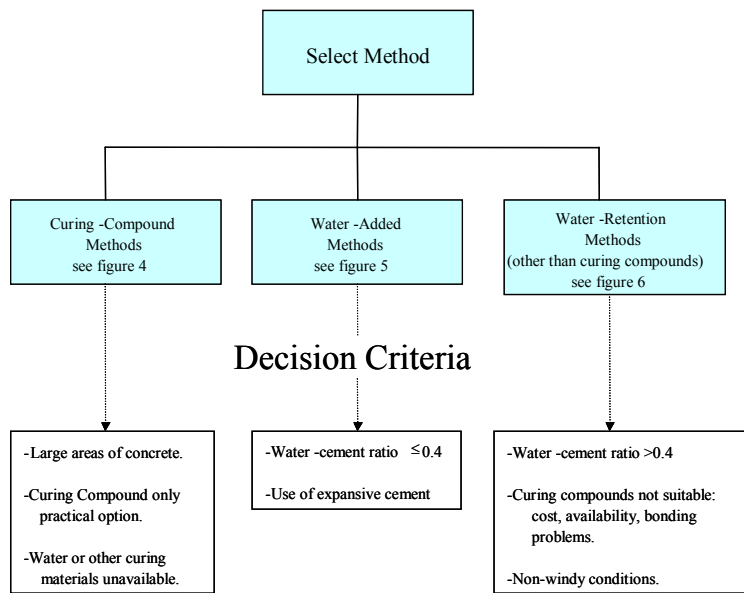 Select Method
Curing -Compound
Methods
see figure 4
Water -Added
Methods
see figure 5
Water -Retention
Methods
(other than curing compounds)
see figure 6
Decision Criteria
-Large areas of concrete.
-Curing Compound only
practical option.
-Water or other curing
materials unavailable.
-Water -cement ratio ≤0.4
-Use of expansive cement
-Water -cement ratio >0.4
-Curing compounds not suitable:
cost, availability, bonding
problems.
-Non-windy conditions.